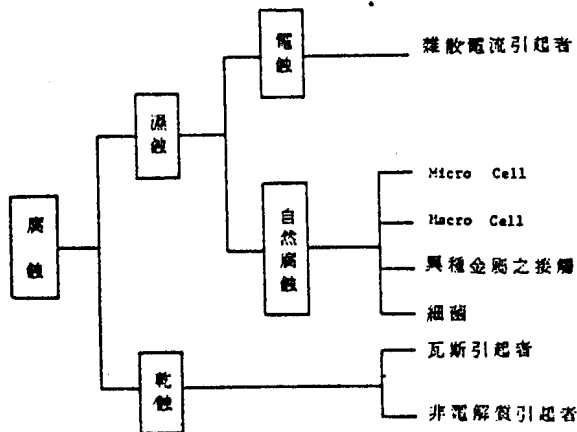 腐蝕
濕蝕
電蝕
雜散電流引起者
自然腐蝕
Micro Cell
Macro Cell
異種金屬之接觸
細菌
乾蝕
瓦斯引起者
非電解質引起者